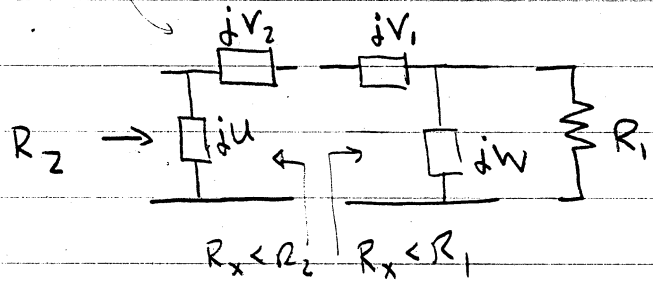 jV₂ jV₁
R₂ jU jW R₁
Rₓ < R₂ Rₓ < R₁